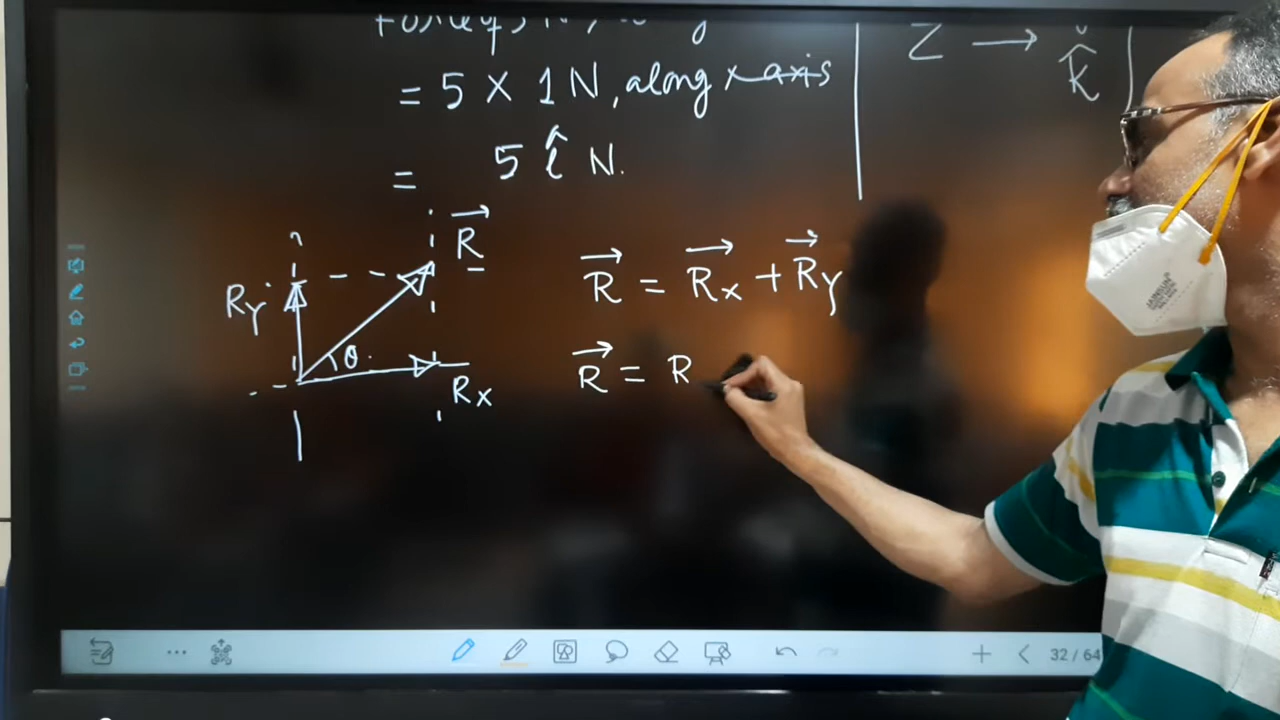 = 5 X 1 N, along x-axis
= 5 î N.
Z → k̂
R⃗
R⃗ = R⃗x + R⃗y
Ry
θ
R⃗ = R
Rx
32 / 64